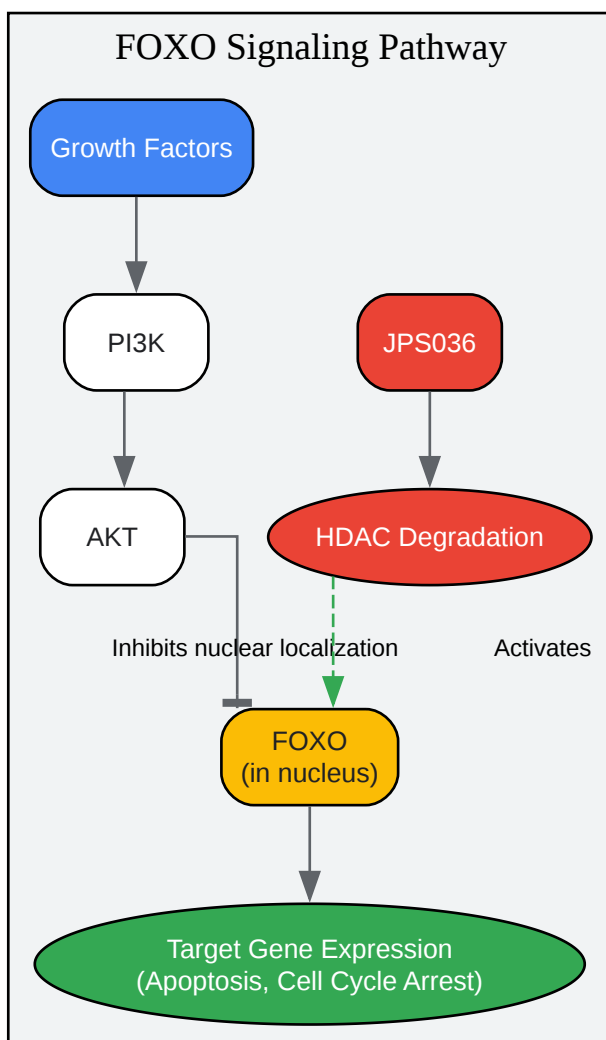 FOXO Signaling Pathway
Growth Factors
PI3K
JPS036
AKT
HDAC Degradation
Inhibits nuclear localization
Activates
FOXO
(in nucleus)
Target Gene Expression
(Apoptosis, Cell Cycle Arrest)